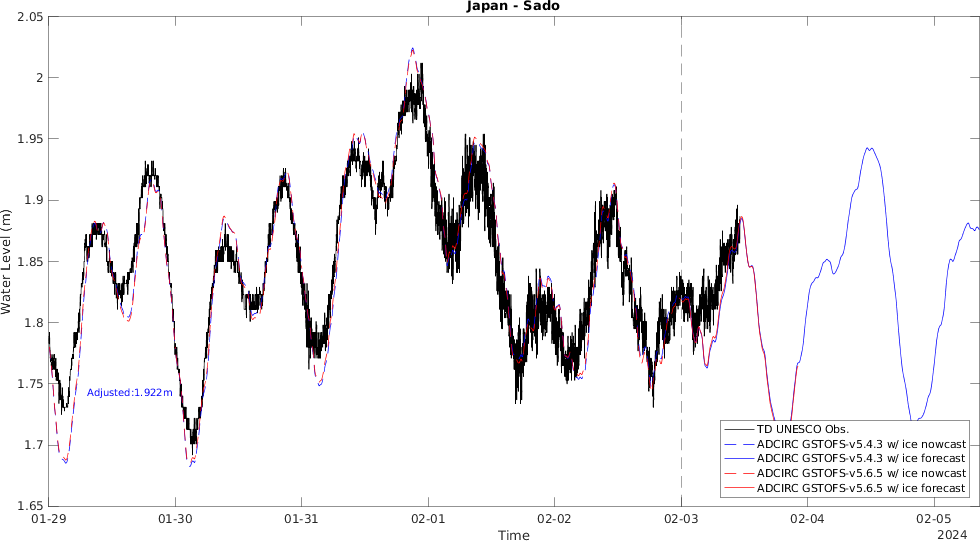 Japan - Sado
2.05
2
1.95
1.9
1.85
1.8
1.75
1.7
1.65
Water Level (m)
Adjusted:1.922m
TD UNESCO Obs.
ADCIRC GSTOFS-v5.4.3 w/ ice nowcast
ADCIRC GSTOFS-v5.4.3 w/ ice forecast
ADCIRC GSTOFS-v5.6.5 w/ ice nowcast
ADCIRC GSTOFS-v5.6.5 w/ ice forecast
01-29 01-30 01-31 02-01 02-02 02-03 02-04 02-05
Time
2024